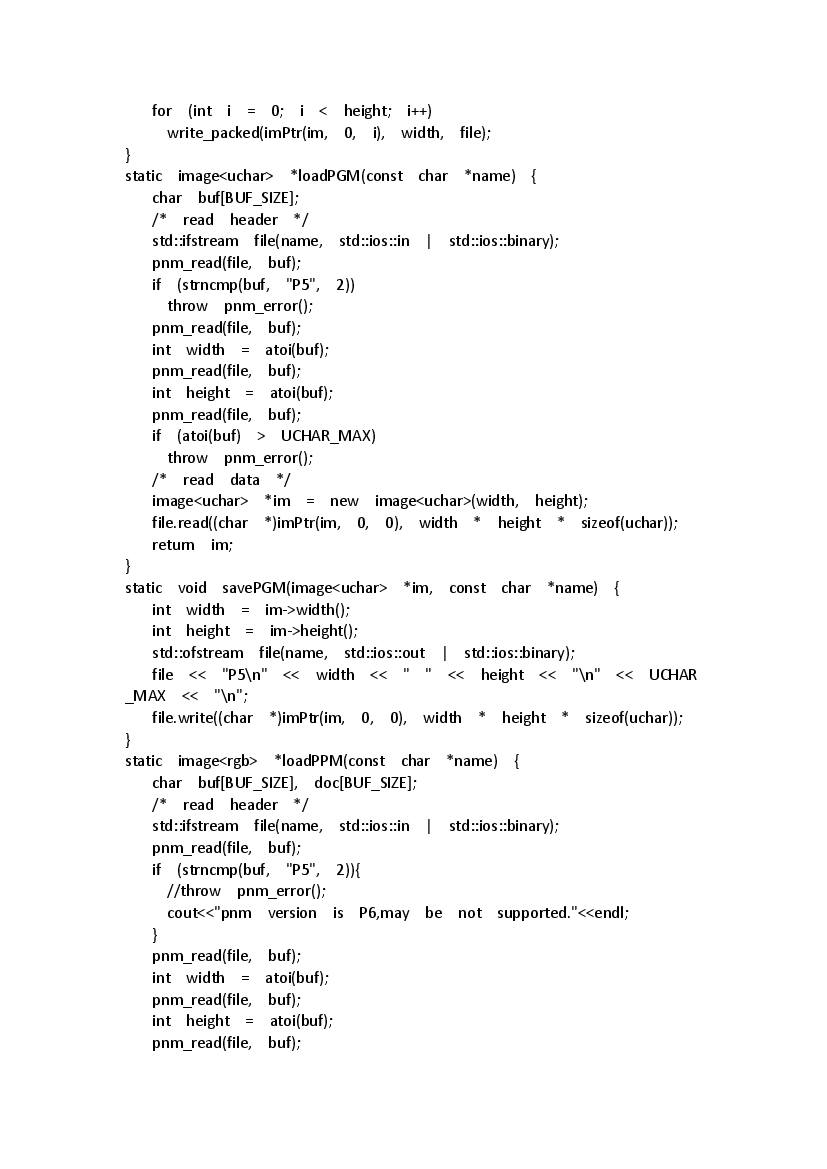 for (int i = 0; i < height; i++)
write_packed(imPtr(im, 0, i), width, file);
}
static image<uchar> *loadPGM(const char *name) {
char buf[BUF_SIZE];
/* read header */
std::ifstream file(name, std::ios::in | std::ios::binary);
pnm_read(file, buf);
if (strncmp(buf, "P5", 2))
throw pnm_error();
pnm_read(file, buf);
int width = atoi(buf);
pnm_read(file, buf);
int height = atoi(buf);
pnm_read(file, buf);
if (atoi(buf) > UCHAR_MAX)
throw pnm_error();
/* read data */
image<uchar> *im = new image<uchar>(width, height);
file.read((char *)imPtr(im, 0, 0), width * height * sizeof(uchar));
return im;
}
static void savePGM(image<uchar> *im, const char *name) {
int width = im->width();
int height = im->height();
std::ofstream file(name, std::ios::out | std::ios::binary);
file << "P5\n" << width << " " << height << "\n" << UCHAR
_MAX << "\n";
file.write((char *)imPtr(im, 0, 0), width * height * sizeof(uchar));
}
static image<rgb> *loadPPM(const char *name) {
char buf[BUF_SIZE], doc[BUF_SIZE];
/* read header */
std::ifstream file(name, std::ios::in | std::ios::binary);
pnm_read(file, buf);
if (strncmp(buf, "P5", 2)){
//throw pnm_error();
cout<<"pnm version is P6,may be not supported."<<endl;
}
pnm_read(file, buf);
int width = atoi(buf);
pnm_read(file, buf);
int height = atoi(buf);
pnm_read(file, buf);